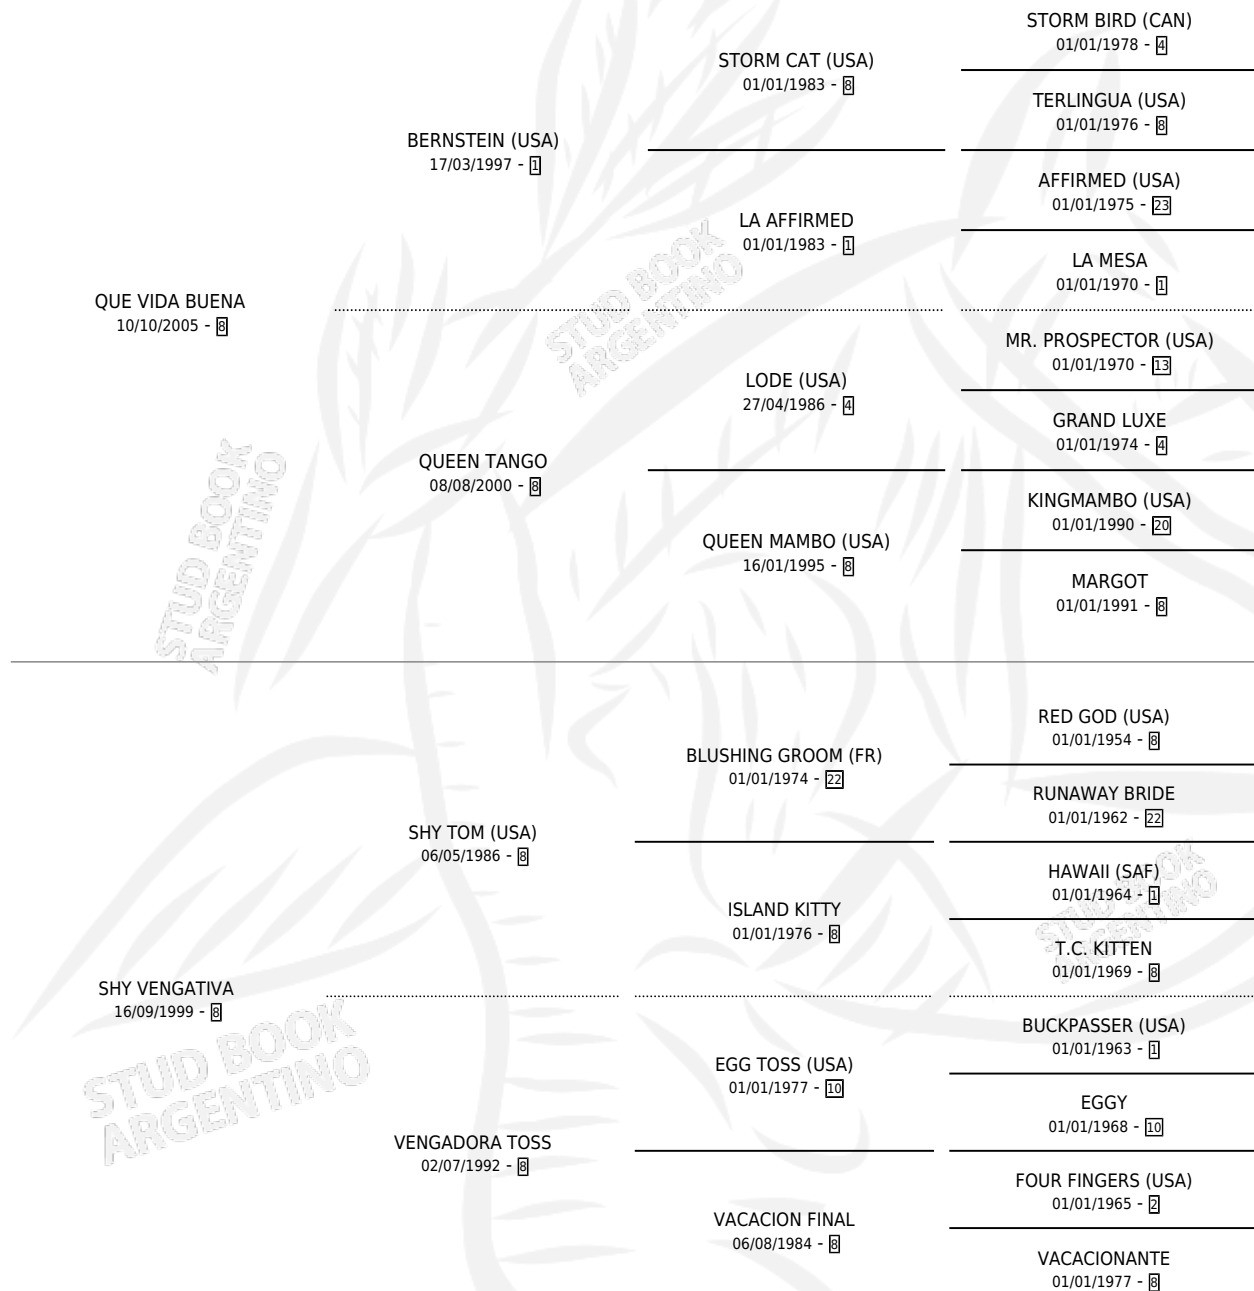 STORM BIRD (CAN)
01/01/1978 - 4
STORM CAT (USA)
01/01/1983 - 8
TERLINGUA (USA)
01/01/1976 - 8
BERNSTEIN (USA)
17/03/1997 - 1
AFFIRMED (USA)
01/01/1975 - 23
LA AFFIRMED
01/01/1983 - 1
LA MESA
01/01/1970 - 1
QUE VIDA BUENA
10/10/2005 - 8
MR. PROSPECTOR (USA)
01/01/1970 - 13
LODE (USA)
27/04/1986 - 4
GRAND LUXE
01/01/1974 - 4
QUEEN TANGO
08/08/2000 - 8
KINGMAMBO (USA)
01/01/1990 - 20
QUEEN MAMBO (USA)
16/01/1995 - 8
MARGOT
01/01/1991 - 8
STUD BOOK
ARGENTINO
STUD BOOK
ARGENTINO
RED GOD (USA)
01/01/1954 - 8
BLUSHING GROOM (FR)
01/01/1974 - 22
RUNAWAY BRIDE
01/01/1962 - 22
SHY TOM (USA)
06/05/1986 - 8
HAWAII (SAF)
01/01/1964 - 1
ISLAND KITTY
01/01/1976 - 8
T.C. KITTEN
01/01/1969 - 8
STUD BOOK
ARGENTINO
SHY VENGATIVA
16/09/1999 - 8
BUCKPASSER (USA)
01/01/1963 - 1
EGG TOSS (USA)
01/01/1977 - 10
EGGY
01/01/1968 - 10
VENGADORA TOSS
02/07/1992 - 8
FOUR FINGERS (USA)
01/01/1965 - 2
VACACION FINAL
06/08/1984 - 8
VACACIONANTE
01/01/1977 - 8
STUD BOOK
ARGENTINO